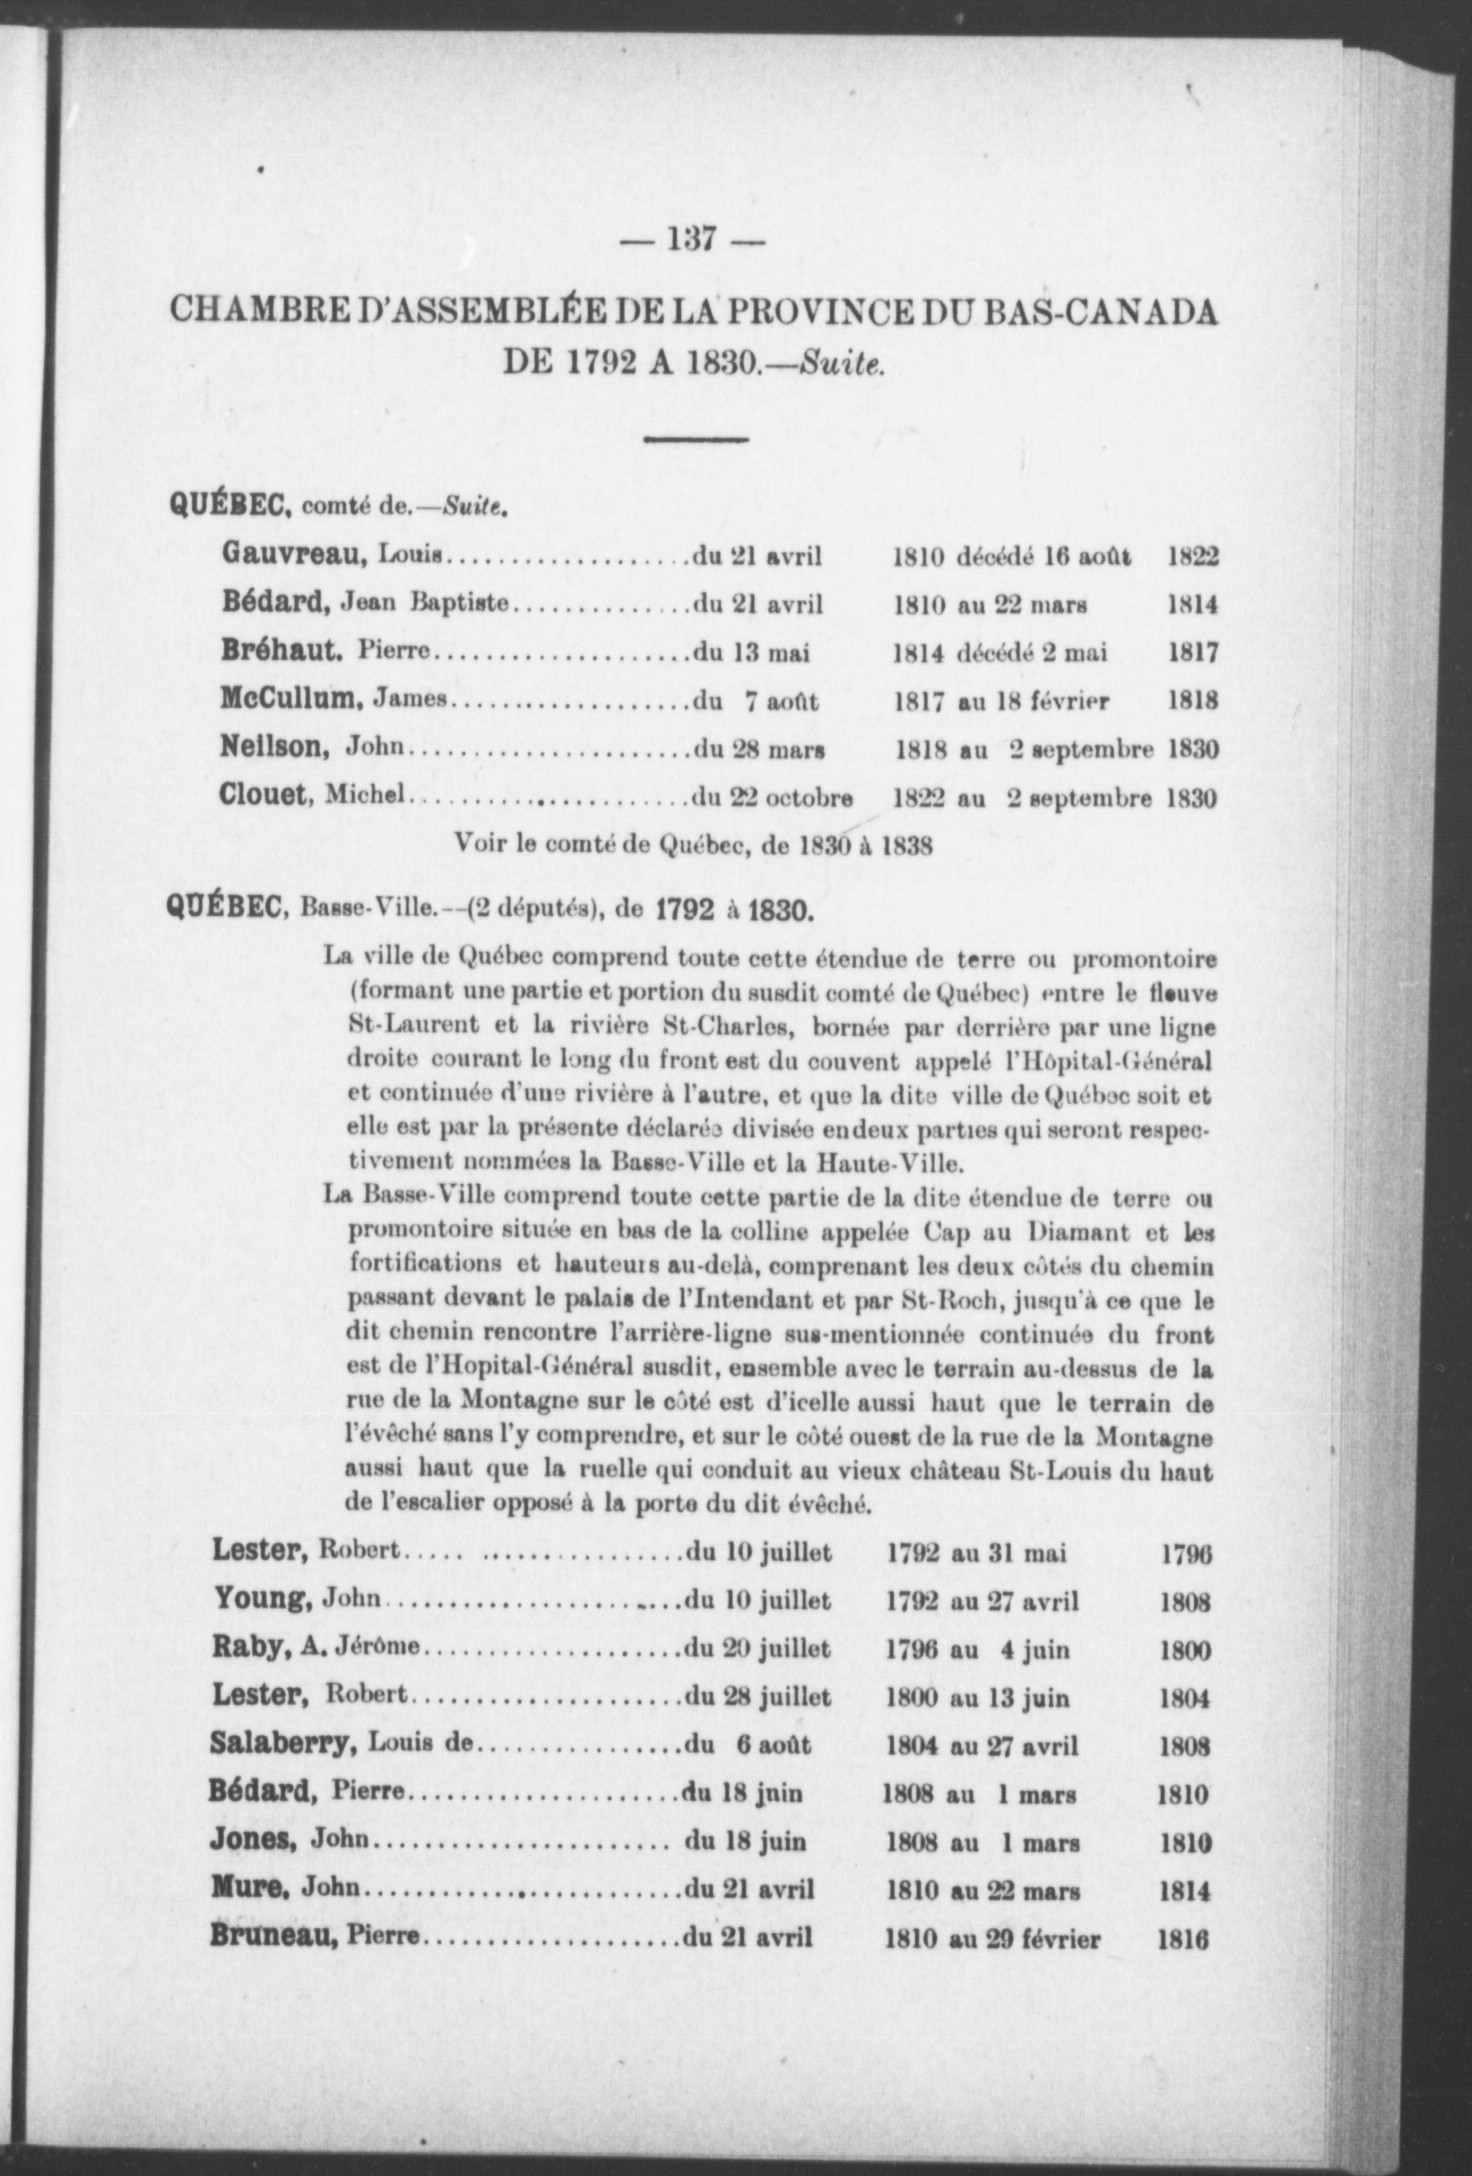 — 137 —
CHAMBRE D'ASSEMBLÉE DE LA PROVINCE DU BAS-CANADA
DE 1792 A 1830.—Suite.
QUÉBEC, comté de.—Suite.
Gauvreau, Louis...................du 21 avril 1810 décédé 16 août 1822
Bédard, Jean Baptiste..............du 21 avril 1810 au 22 mars 1814
Bréhaut. Pierre....................du 13 mai 1814 décédé 2 mai 1817
McCullum, James...................du 7 août 1817 au 18 février 1818
Neilson, John......................du 28 mars 1818 au 2 septembre 1830
Clouet, Michel......................du 22 octobre 1822 au 2 septembre 1830
Voir le comté de Québec, de 1830 à 1838
QUÉBEC, Basse-Ville.—(2 députés), de 1792 à 1830.
La ville de Québec comprend toute cette étendue de terre ou promontoire
(formant une partie et portion du susdit comté de Québec) entre le fleuve
St-Laurent et la rivière St-Charles, bornée par derrière par une ligne
droite courant le long du front est du couvent appelé l'Hôpital-Général
et continuée d'une rivière à l'autre, et que la dite ville de Québec soit et
elle est par la présente déclarée divisée en deux parties qui seront respec-
tivement nommées la Basse-Ville et la Haute-Ville.
La Basse-Ville comprend toute cette partie de la dite étendue de terre ou
promontoire située en bas de la colline appelée Cap au Diamant et les
fortifications et hauteurs au-delà, comprenant les deux côtés du chemin
passant devant le palais de l'Intendant et par St-Roch, jusqu'à ce que le
dit chemin rencontre l'arrière-ligne sus-mentionnée continuée du front
est de l'Hopital-Général susdit, ensemble avec le terrain au-dessus de la
rue de la Montagne sur le côté est d'icelle aussi haut que le terrain de
l'évêché sans l'y comprendre, et sur le côté ouest de la rue de la Montagne
aussi haut que la ruelle qui conduit au vieux château St-Louis du haut
de l'escalier opposé à la porte du dit évêché.
Lester, Robert..... ................du 10 juillet 1792 au 31 mai 1796
Young, John.......................du 10 juillet 1792 au 27 avril 1808
Raby, A. Jérôme....................du 20 juillet 1796 au 4 juin 1800
Lester, Robert.....................du 28 juillet 1800 au 13 juin 1804
Salaberry, Louis de................du 6 août 1804 au 27 avril 1808
Bédard, Pierre.....................du 18 jnin 1808 au 1 mars 1810
Jones, John....................... du 18 juin 1808 au 1 mars 1810
Mure, John.........................du 21 avril 1810 au 22 mars 1814
Bruneau, Pierre....................du 21 avril 1810 au 29 février 1816